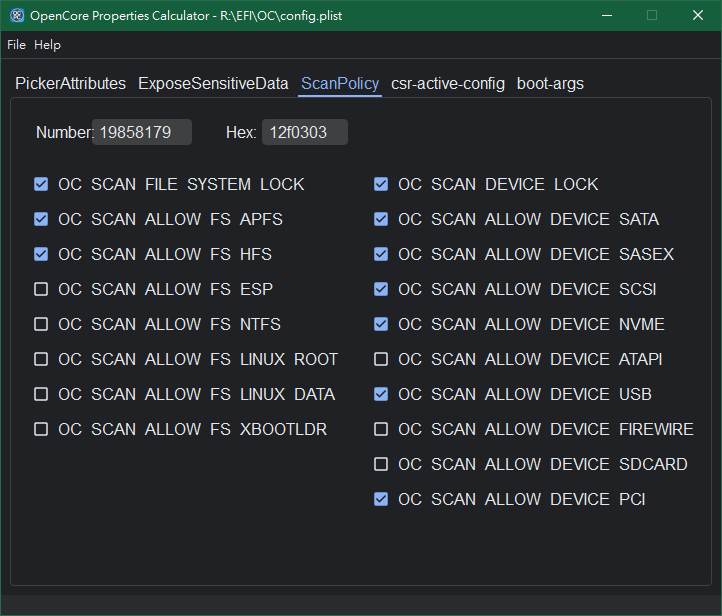 OpenCore Properties Calculator - R:\EFI\OC\config.plist
File Help
PickerAttributes ExposeSensitiveData ScanPolicy csr-active-config boot-args
Number: 19858179 Hex: 12f0303
OC SCAN FILE SYSTEM LOCK
OC SCAN ALLOW FS APFS
OC SCAN ALLOW FS HFS
OC SCAN ALLOW FS ESP
OC SCAN ALLOW FS NTFS
OC SCAN ALLOW FS LINUX ROOT
OC SCAN ALLOW FS LINUX DATA
OC SCAN ALLOW FS XBOOTLDR
OC SCAN DEVICE LOCK
OC SCAN ALLOW DEVICE SATA
OC SCAN ALLOW DEVICE SASEX
OC SCAN ALLOW DEVICE SCSI
OC SCAN ALLOW DEVICE NVME
OC SCAN ALLOW DEVICE ATAPI
OC SCAN ALLOW DEVICE USB
OC SCAN ALLOW DEVICE FIREWIRE
OC SCAN ALLOW DEVICE SDCARD
OC SCAN ALLOW DEVICE PCI